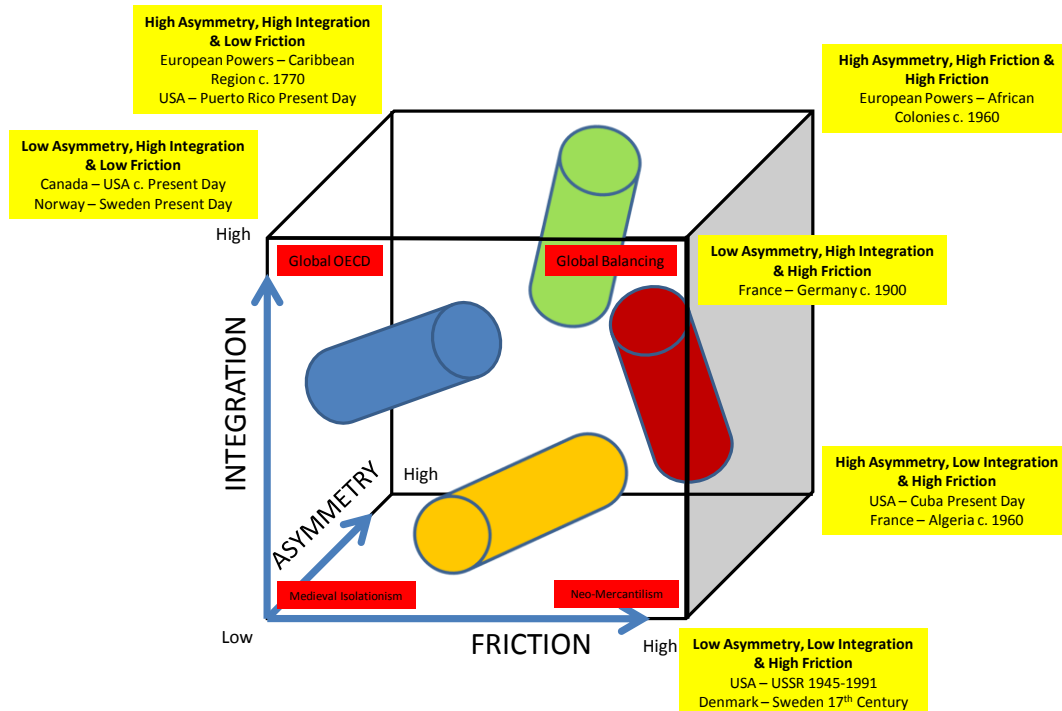 High Asymmetry, High Integration
& Low Friction
European Powers – Caribbean
Region c. 1770
USA – Puerto Rico Present Day
High Asymmetry, High Friction &
High Friction
European Powers – African
Colonies c. 1960
Low Asymmetry, High Integration
& Low Friction
Canada – USA c. Present Day
Norway – Sweden Present Day
High
Global OECD
Global Balancing
Low Asymmetry, High Integration
& High Friction
France – Germany c. 1900
INTEGRATION
ASYMMETRY
High
High Asymmetry, Low Integration
& High Friction
USA – Cuba Present Day
France – Algeria c. 1960
Medieval Isolationism
Neo-Mercantilism
Low
FRICTION
High
Low Asymmetry, Low Integration
& High Friction
USA – USSR 1945-1991
Denmark – Sweden 17th Century